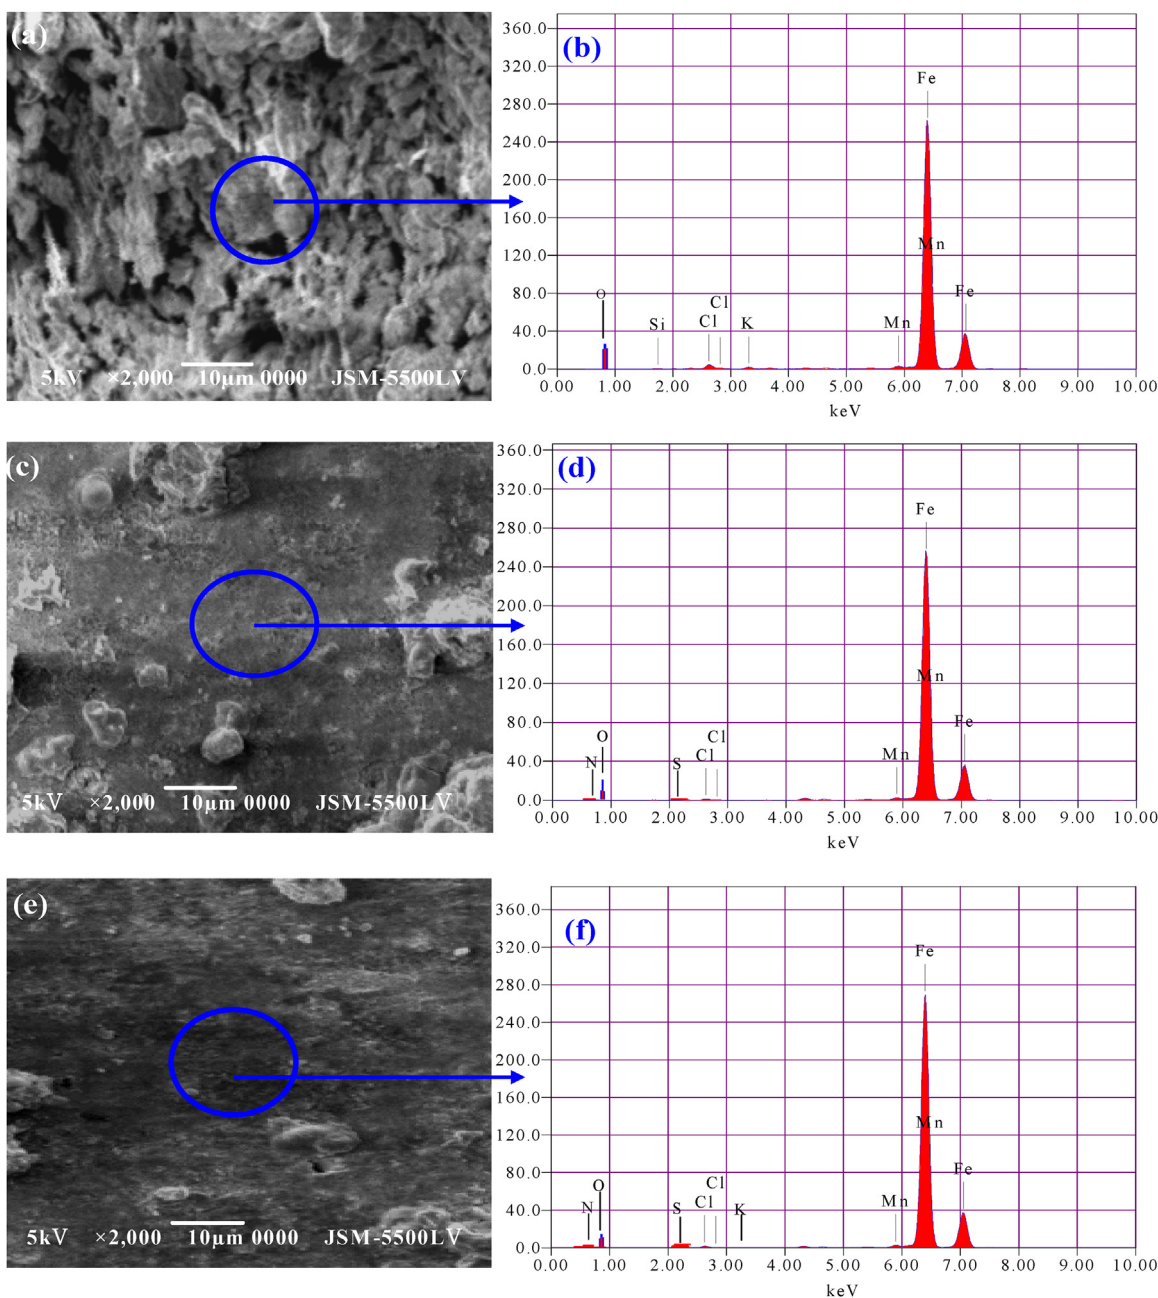 (a)
5kV ×2,000 10μm 0000 JSM-5500LV
(b)
360.0
320.0
280.0
240.0
200.0
160.0
120.0
80.0
40.0
0.0
Fe
Mn
O
Si
Cl
Cl
K
Mn
Fe
0.00 1.00 2.00 3.00 4.00 5.00 6.00 7.00 8.00 9.00 10.00
keV
(c)
5kV ×2,000 10μm 0000 JSM-5500LV
(d)
360.0
320.0
280.0
240.0
200.0
160.0
120.0
80.0
40.0
0.0
Fe
Mn
N
O
S
Cl
Cl
Mn
Fe
0.00 1.00 2.00 3.00 4.00 5.00 6.00 7.00 8.00 9.00 10.00
keV
(e)
5kV ×2,000 10μm 0000 JSM-5500LV
(f)
360.0
320.0
280.0
240.0
200.0
160.0
120.0
80.0
40.0
0.0
Fe
Mn
N
O
S
Cl
Cl
K
Mn
Fe
0.00 1.00 2.00 3.00 4.00 5.00 6.00 7.00 8.00 9.00 10.00
keV